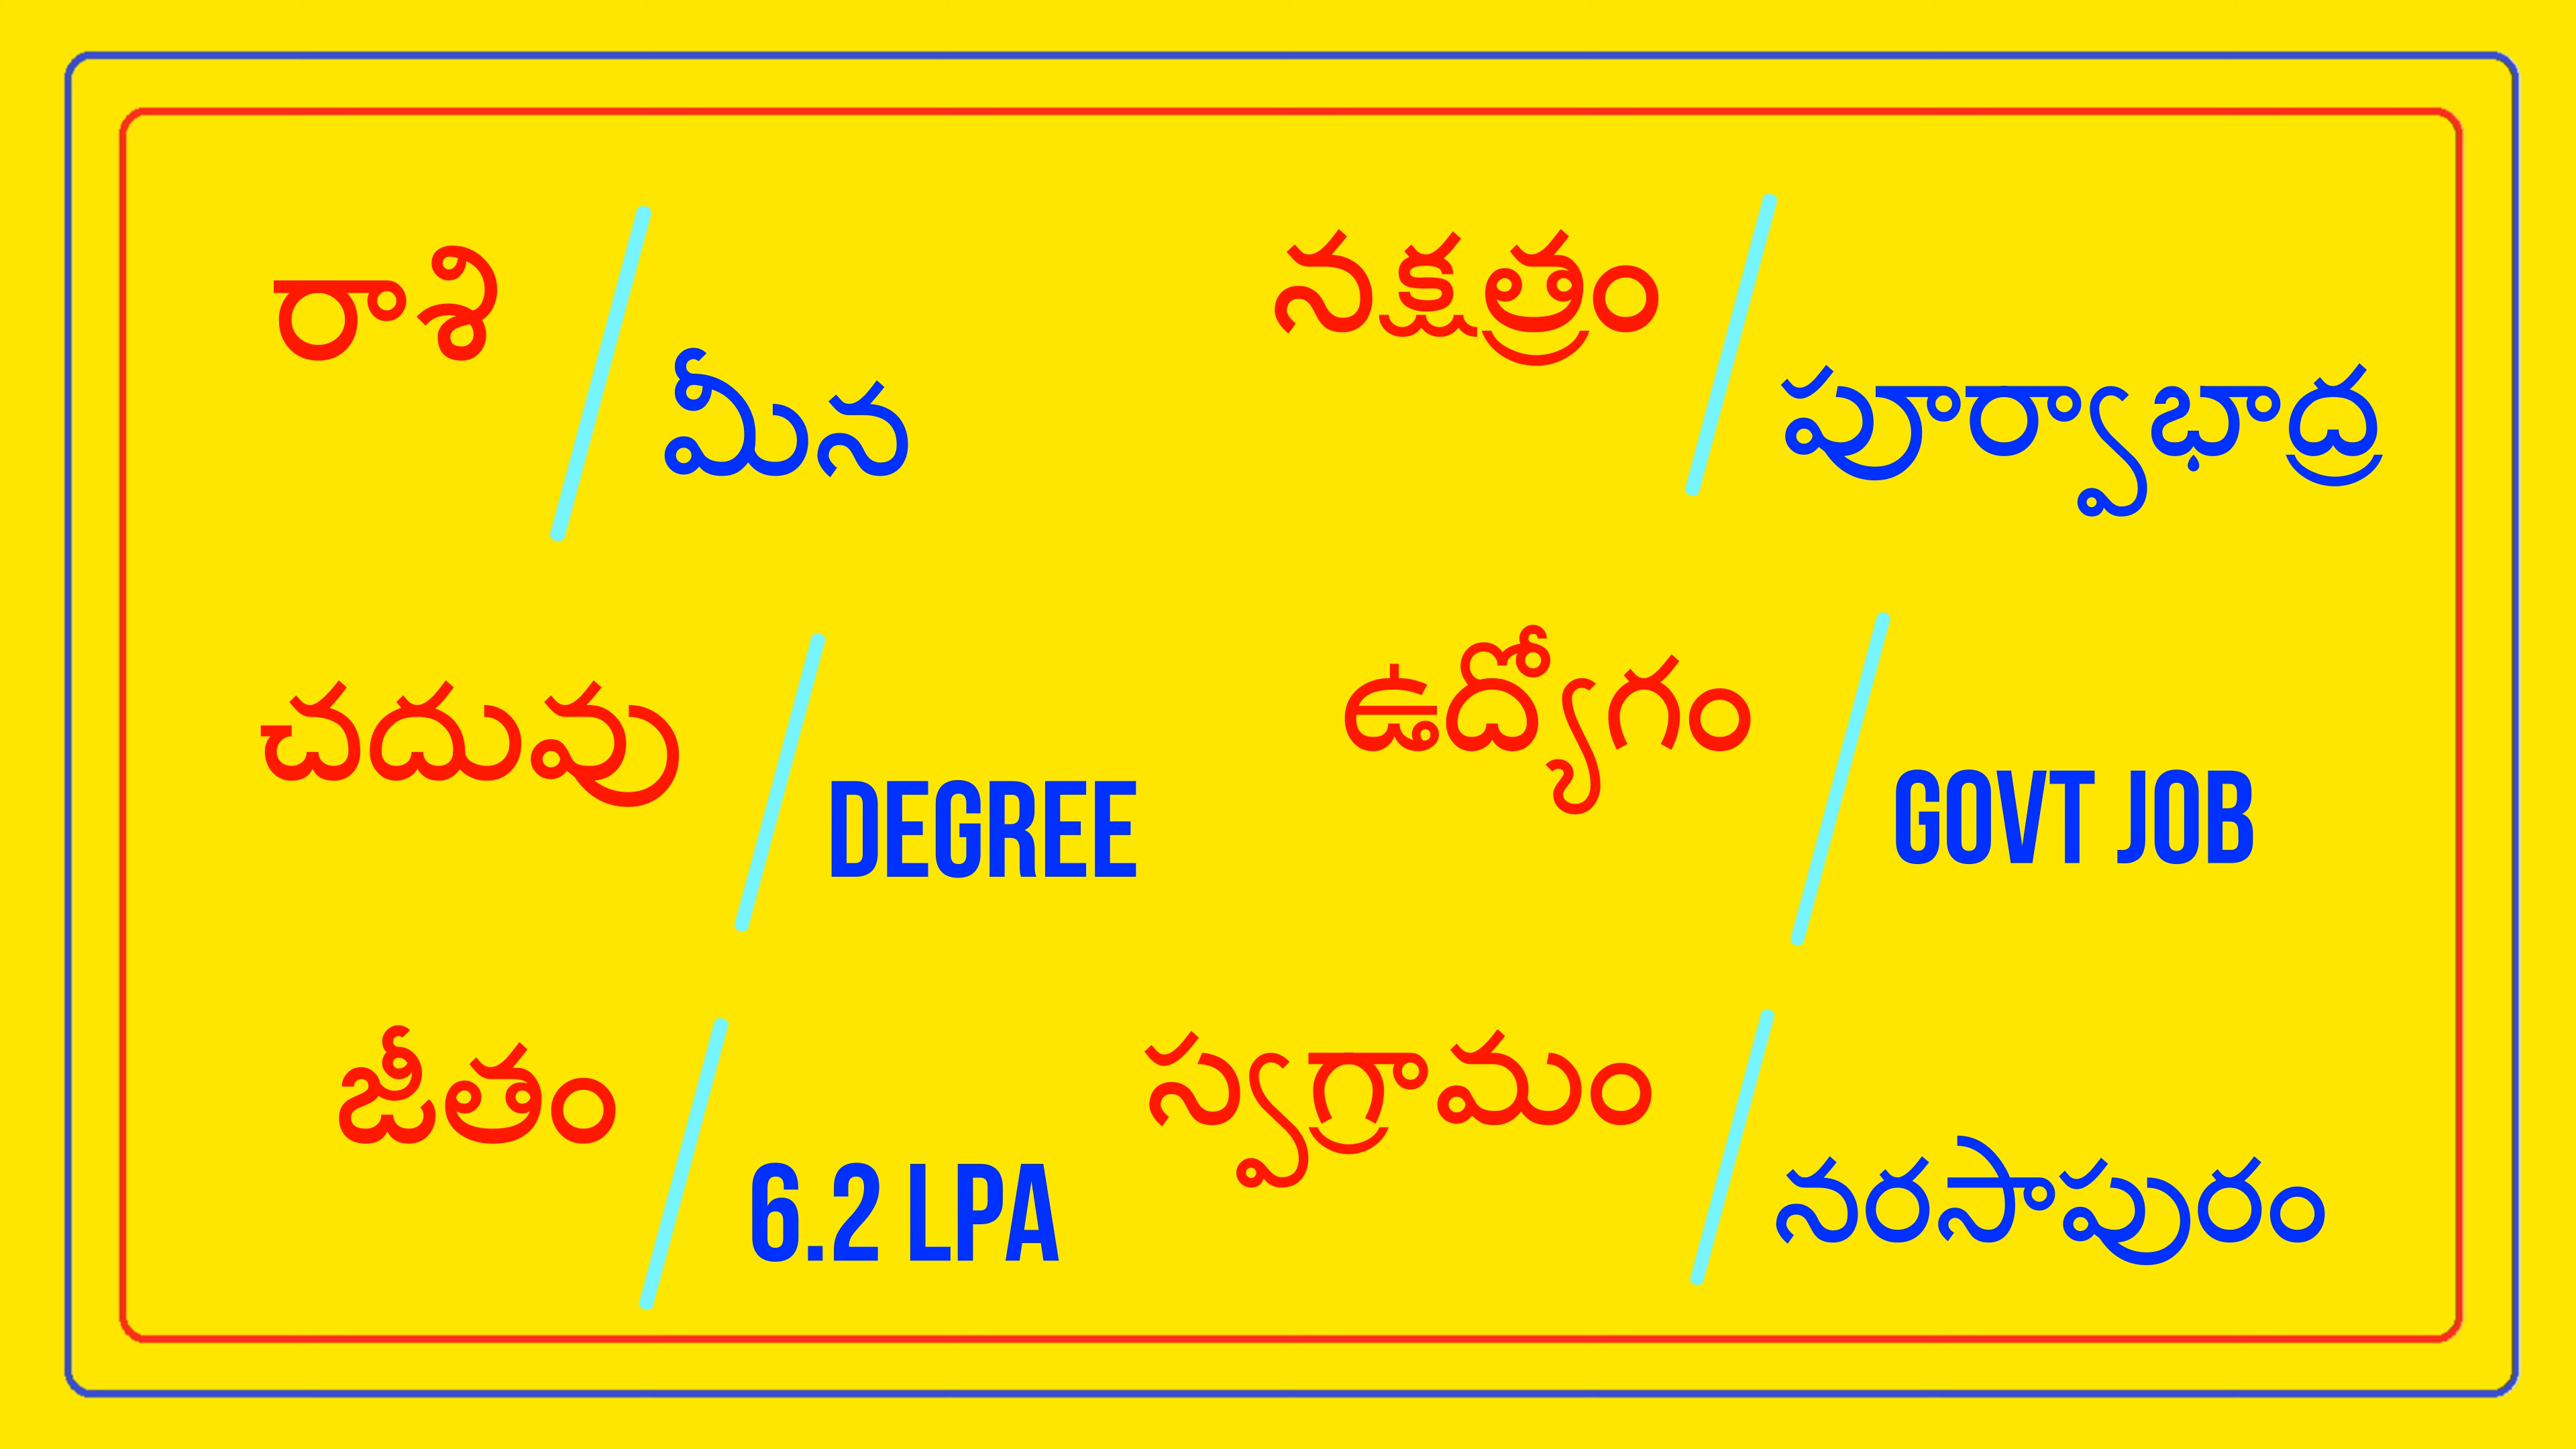 రాశి / మీన
నక్షత్రం / పూర్వాభాద్ర
చదువు / DEGREE
ఉద్యోగం / GOVT JOB
జీతం / 6.2 LPA
స్వగ్రామం / నరసాపురం